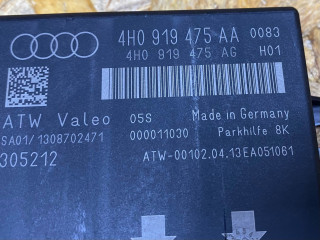 4H0 919 475 AA 0083
4H0 919 475 AG H01
ATW Valeo 05S Made in Germany
SA01/1308702471 000011030 Parkhilfe 8K
305212 ATW-00102.04.13EA051061